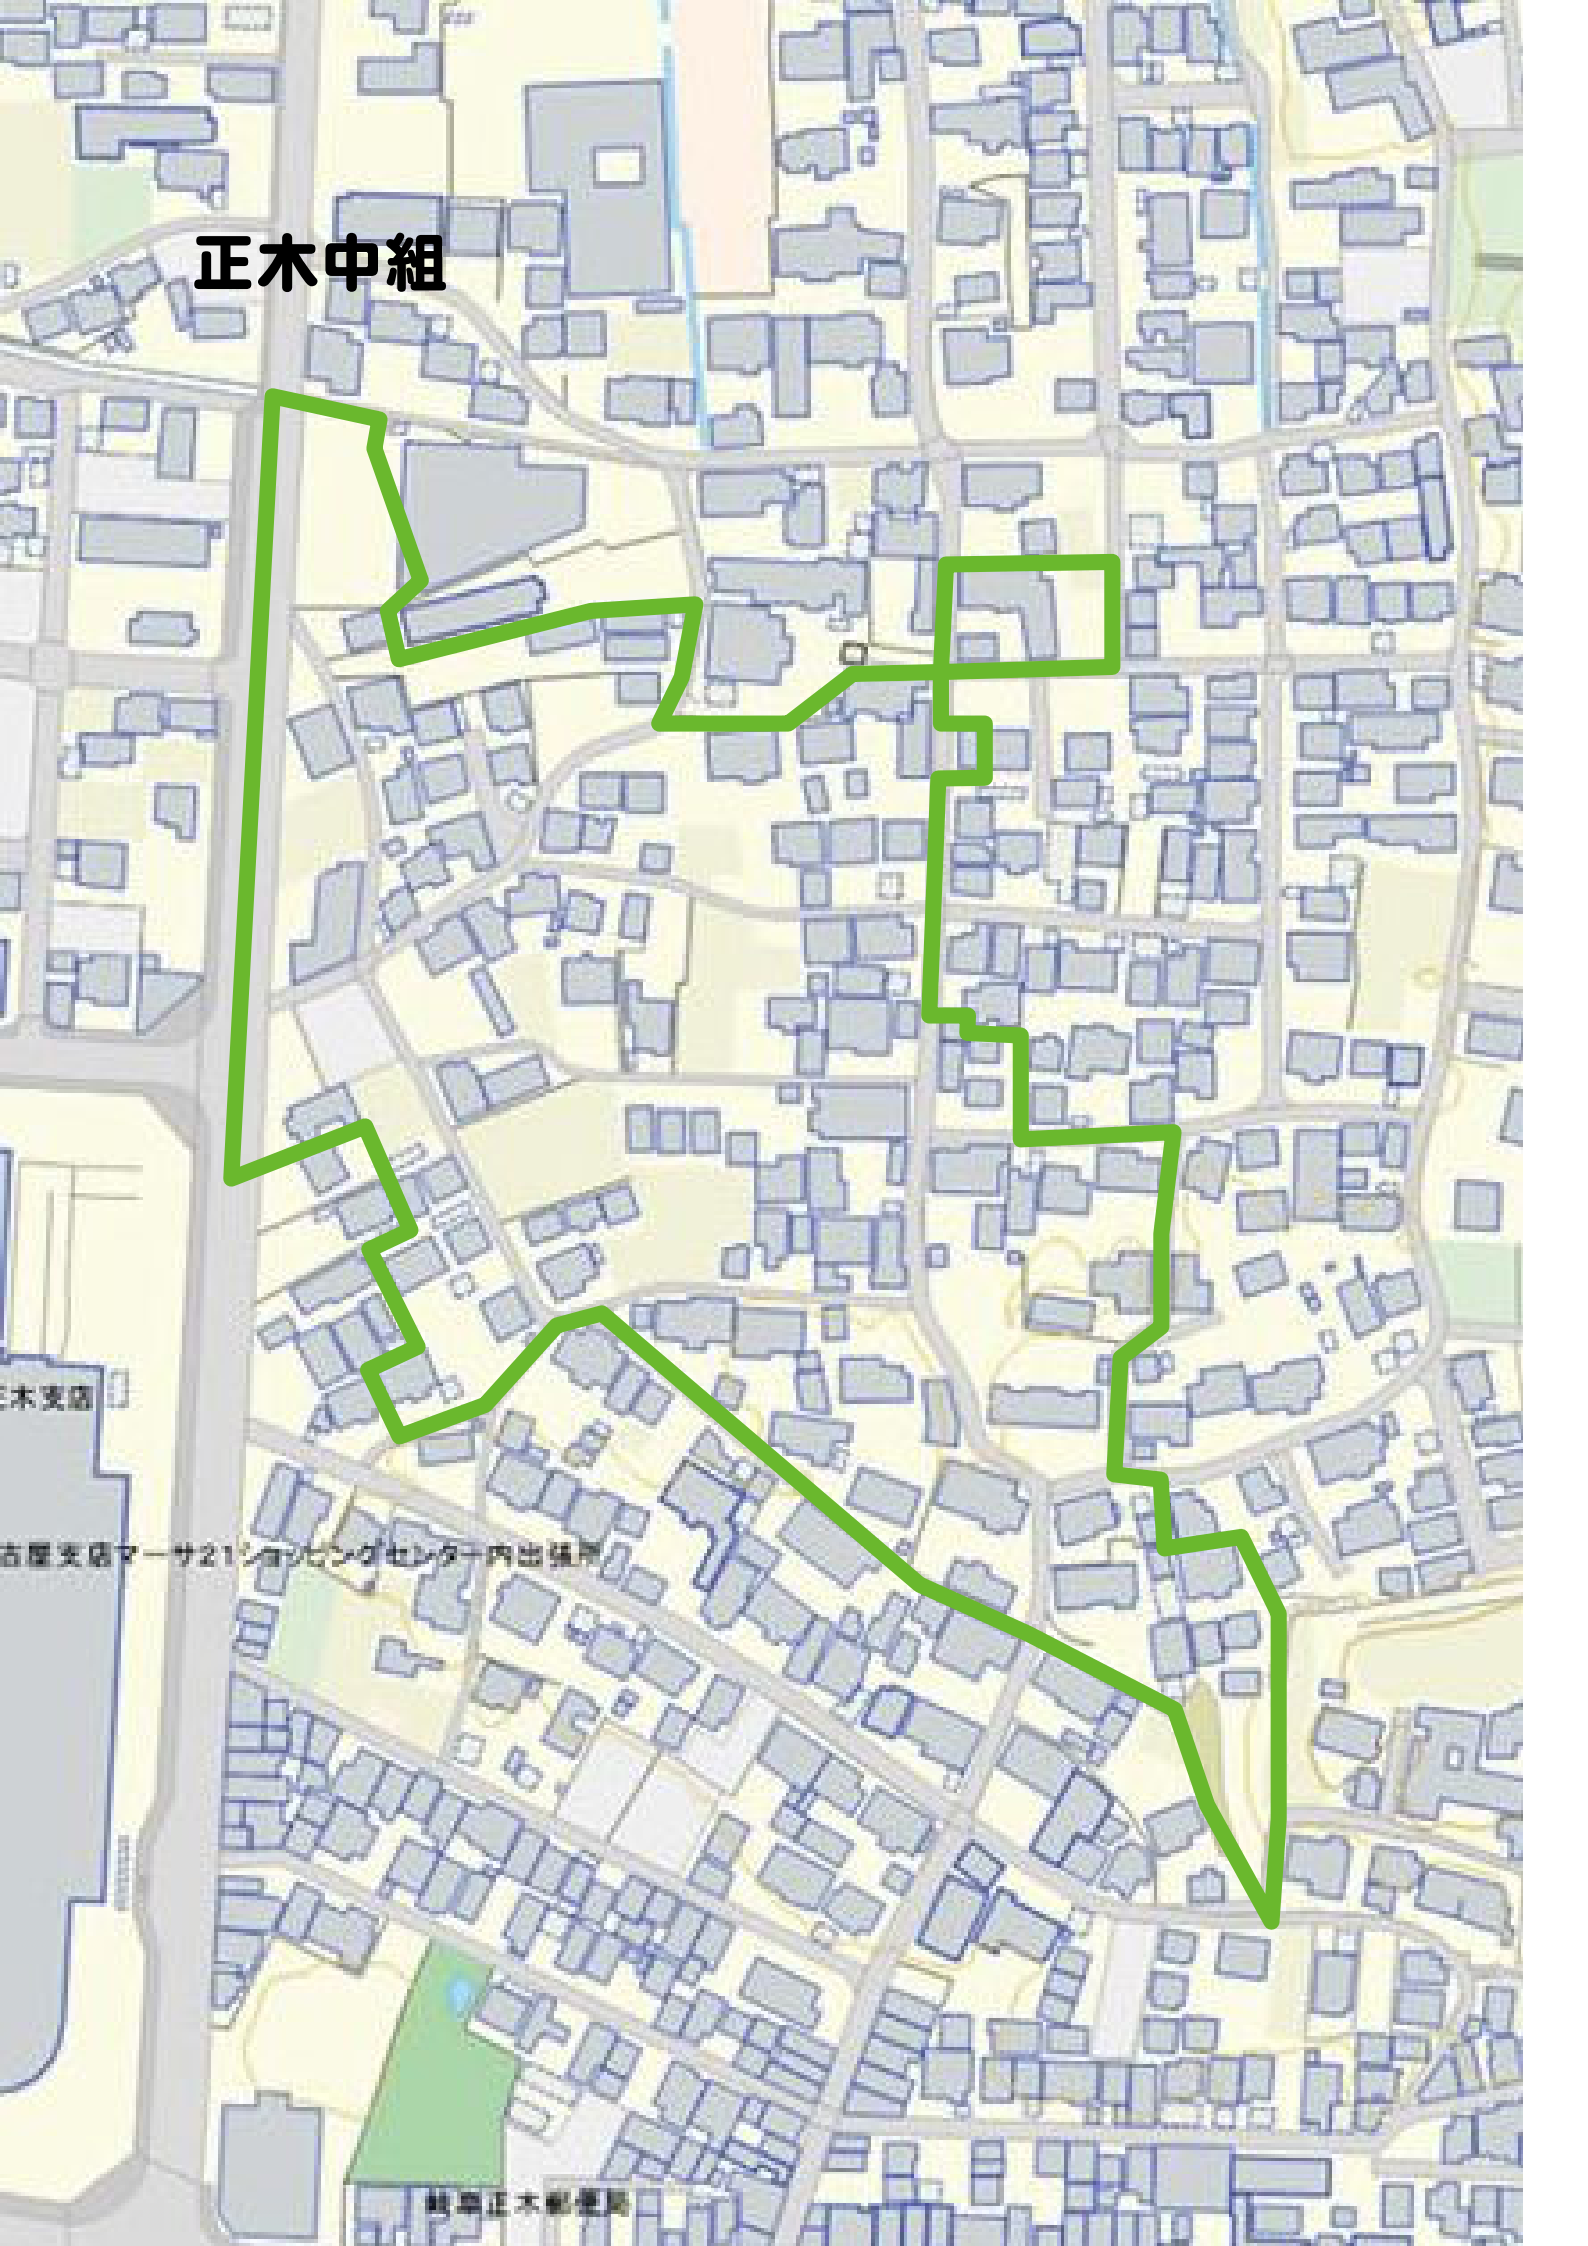 正木中組
木支店
古屋支店マーサ21ショッピングセンター内出張所
岐阜正木郵便局